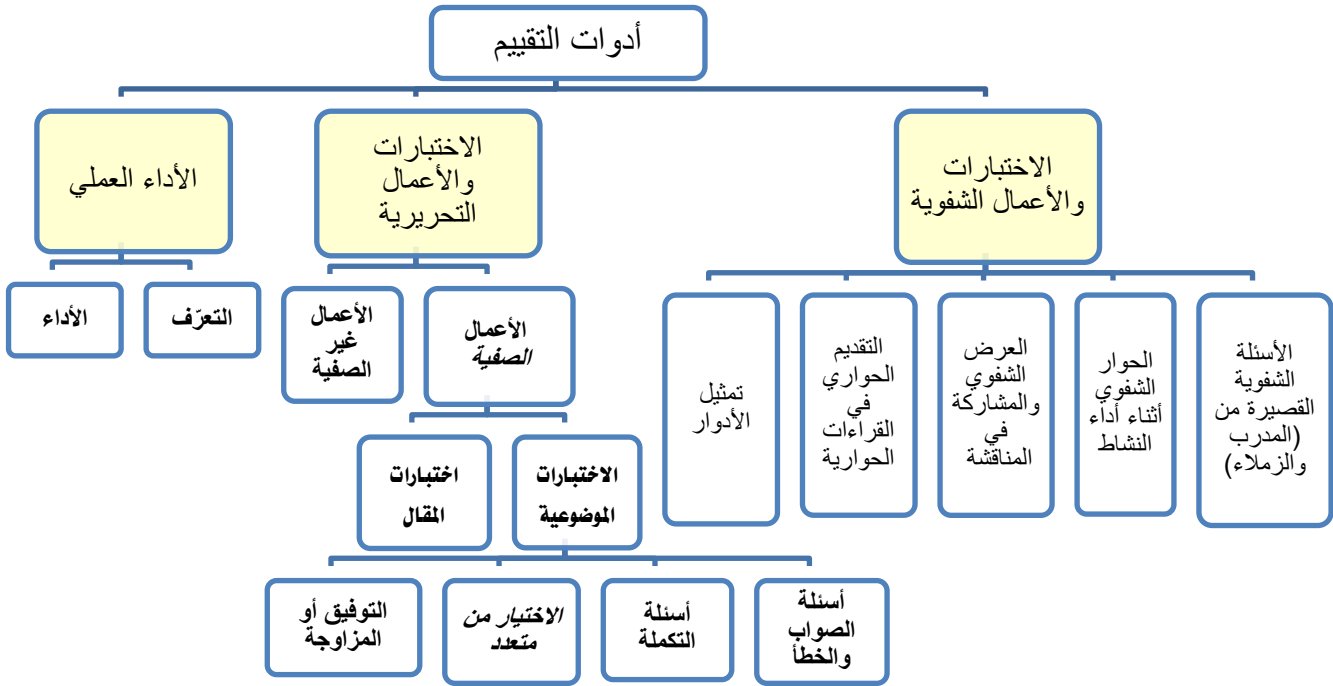 أدوات التقييم
الاختبارات
والأعمال الشفوية
الاختبارات
والأعمال
التحريرية
الأداء العملي
الأسئلة
الشفوية
القصيرة من
(المدرب
والزملاء)
الحوار
الشفوي
أثناء أداء
النشاط
العرض
الشفوي
والمشاركة
في
المناقشة
التقديم
الحواري
في
القراءات
الحوارية
تمثيل
الأدوار
الأعمال
الصفية
الأعمال
غير
الصفية
التعرّف
الأداء
الاختبارات
الموضوعية
اختبارات
المقال
أسئلة
الصواب
والخطأ
أسئلة
التكملة
الاختيار من
متعدد
التوفيق أو
المزاوجة